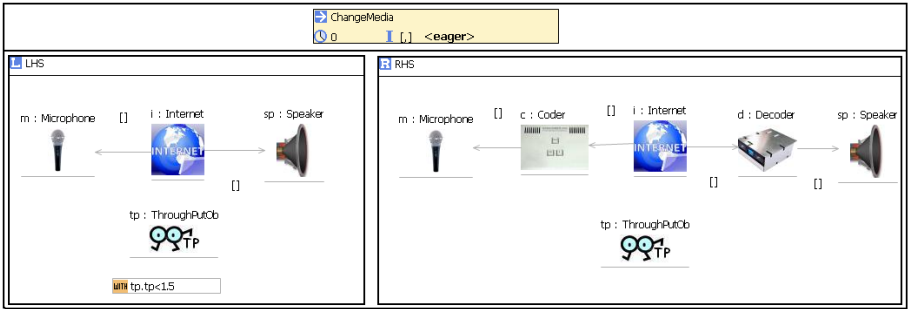 ChangeMedia
0 I [,] <eager>
L LHS
m : Microphone [] i : Internet sp : Speaker
INTERNET
[]
tp : ThroughPutOb
TP
WITH tp.tp<1.5
R RHS
m : Microphone [] c : Coder [] i : Internet d : Decoder sp : Speaker
INTERNET
[] []
tp : ThroughPutOb
TP